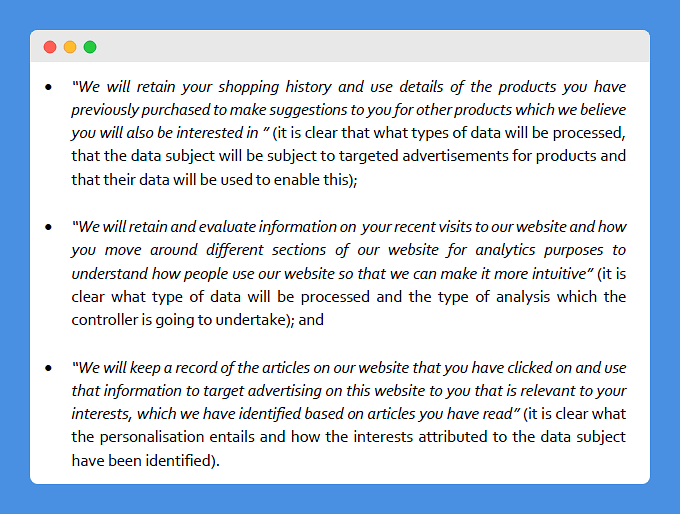 • “We will retain your shopping history and use details of the products you have
previously purchased to make suggestions to you for other products which we believe
you will also be interested in ” (it is clear that what types of data will be processed,
that the data subject will be subject to targeted advertisements for products and
that their data will be used to enable this);
• “We will retain and evaluate information on your recent visits to our website and how
you move around different sections of our website for analytics purposes to
understand how people use our website so that we can make it more intuitive” (it is
clear what type of data will be processed and the type of analysis which the
controller is going to undertake); and
• “We will keep a record of the articles on our website that you have clicked on and use
that information to target advertising on this website to you that is relevant to your
interests, which we have identified based on articles you have read” (it is clear what
the personalisation entails and how the interests attributed to the data subject
have been identified).